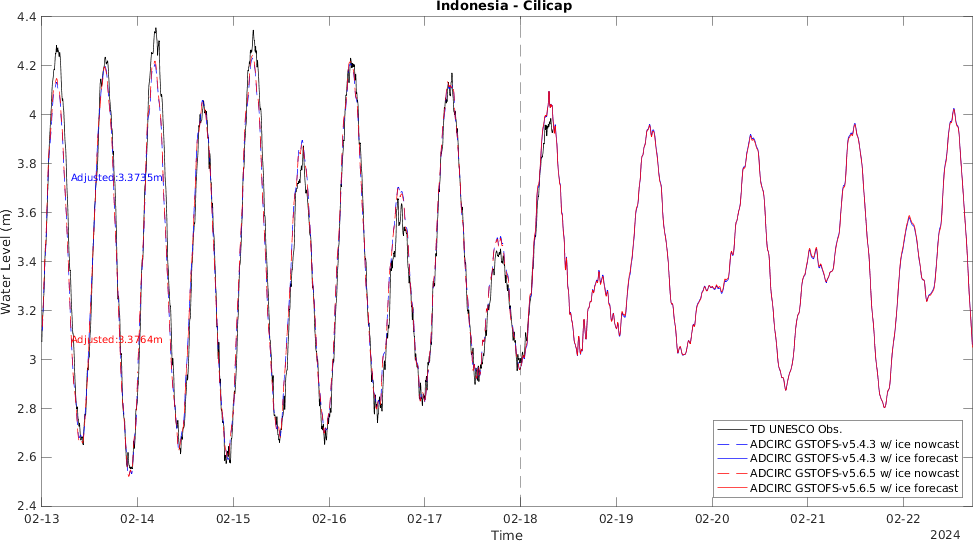 Indonesia - Cilicap
4.4
4.2
4
3.8
3.6
3.4
3.2
3
2.8
2.6
2.4
Water Level (m)
Adjusted:3.3735m
Adjusted:3.3764m
TD UNESCO Obs.
ADCIRC GSTOFS-v5.4.3 w/ ice nowcast
ADCIRC GSTOFS-v5.4.3 w/ ice forecast
ADCIRC GSTOFS-v5.6.5 w/ ice nowcast
ADCIRC GSTOFS-v5.6.5 w/ ice forecast
02-13 02-14 02-15 02-16 02-17 02-18 02-19 02-20 02-21 02-22
Time
2024